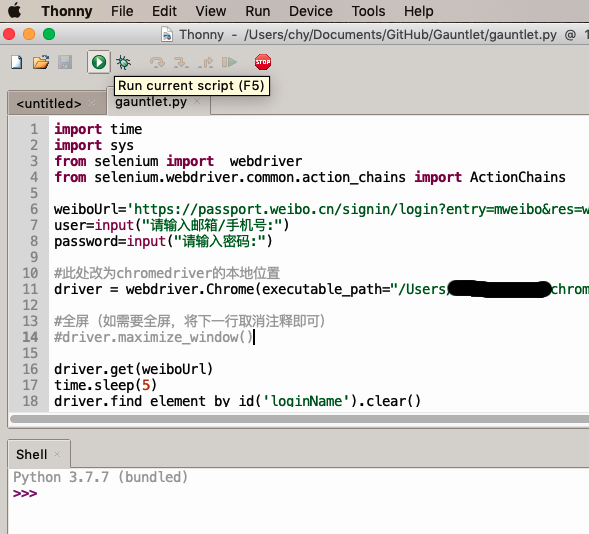 Thonny File Edit View Run Device Tools Help
Thonny - /Users/chy/Documents/GitHub/Gauntlet/gauntlet.py @ 1
STOP
Run current script (F5)
<untitled> × gauntlet.py ×
1 import time
2 import sys
3 from selenium import  webdriver
4 from selenium.webdriver.common.action_chains import ActionChains
5
6 weiboUrl='https://passport.weibo.cn/signin/login?entry=mweibo&res=w
7 user=input("请输入邮箱/手机号:")
8 password=input("请输入密码:")
9
10 #此处改为chromedriver的本地位置
11 driver = webdriver.Chrome(executable_path="/Users/ chrom
12
13 #全屏（如需要全屏，将下一行取消注释即可）
14 #driver.maximize_window()
15
16 driver.get(weiboUrl)
17 time.sleep(5)
18 driver.find_element_by_id('loginName').clear()
Shell ×
Python 3.7.7 (bundled)
>>>